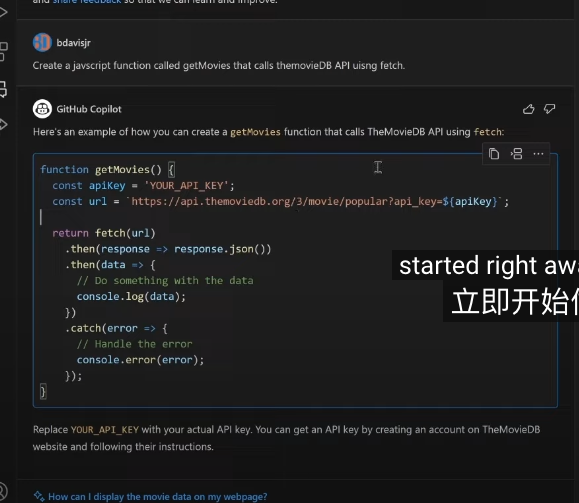 and share feedback so that we can learn and improve.
bdavisjr
Create a javscript function called getMovies that calls themovieDB API uisng fetch.
GitHub Copilot
Here's an example of how you can create a getMovies function that calls TheMovieDB API using fetch:
function getMovies() {
  const apiKey = 'YOUR_API_KEY';
  const url = `https://api.themoviedb.org/3/movie/popular?api_key=${apiKey}`;
  return fetch(url)
    .then(response => response.json())
    .then(data => {
      // Do something with the data
      console.log(data);
    })
    .catch(error => {
      // Handle the error
      console.error(error);
    });
}
started right aw
立即开始
Replace YOUR_API_KEY with your actual API key. You can get an API key by creating an account on TheMovieDB
website and following their instructions.
How can I display the movie data on my webpage?